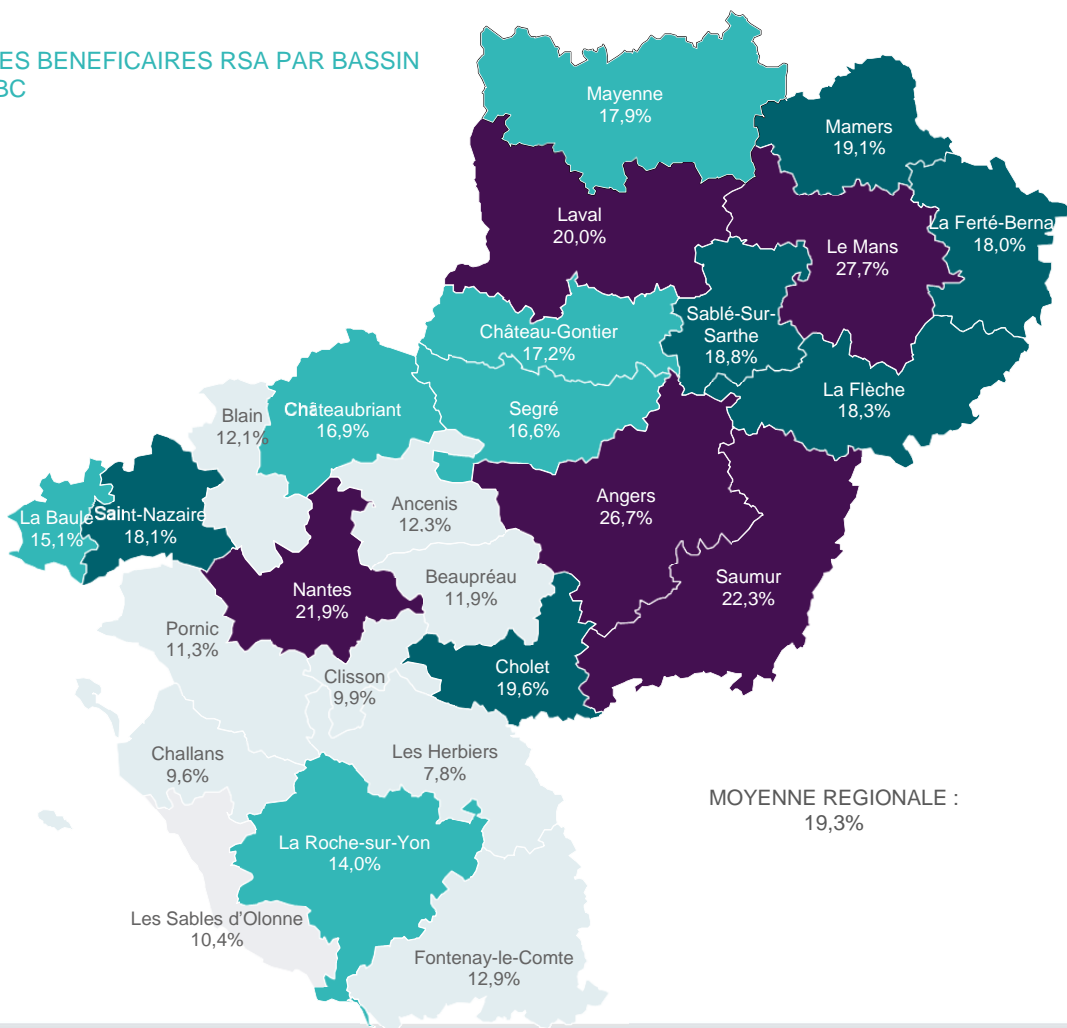 ES BENEFICAIRES RSA PAR BASSIN
BC
Mayenne
17,9%
Mamers
19,1%
Laval
20,0%
La Ferté-Berna
18,0%
Le Mans
27,7%
Sablé-Sur-
Sarthe
18,8%
Château-Gontier
17,2%
La Flèche
18,3%
Segré
16,6%
Châteaubriant
16,9%
Blain
12,1%
Ancenis
12,3%
Angers
26,7%
La Baule
15,1%
Saint-Nazaire
18,1%
Beaupréau
11,9%
Saumur
22,3%
Nantes
21,9%
Pornic
11,3%
Clisson
9,9%
Cholet
19,6%
Challans
9,6%
Les Herbiers
7,8%
MOYENNE REGIONALE :
19,3%
La Roche-sur-Yon
14,0%
Les Sables d’Olonne
10,4%
Fontenay-le-Comte
12,9%